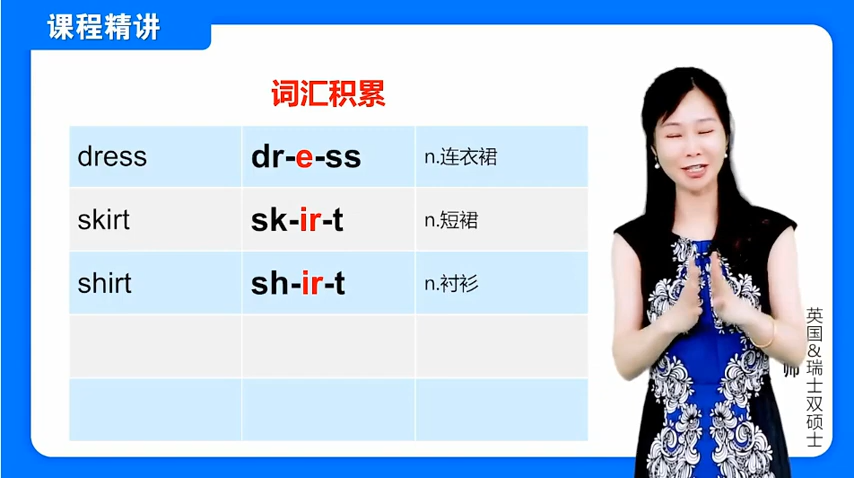 课程精讲
词汇积累
dress dr-e-ss n.连衣裙
skirt sk-ir-t n.短裙
shirt sh-ir-t n.衬衫
英国&瑞士双硕士
师